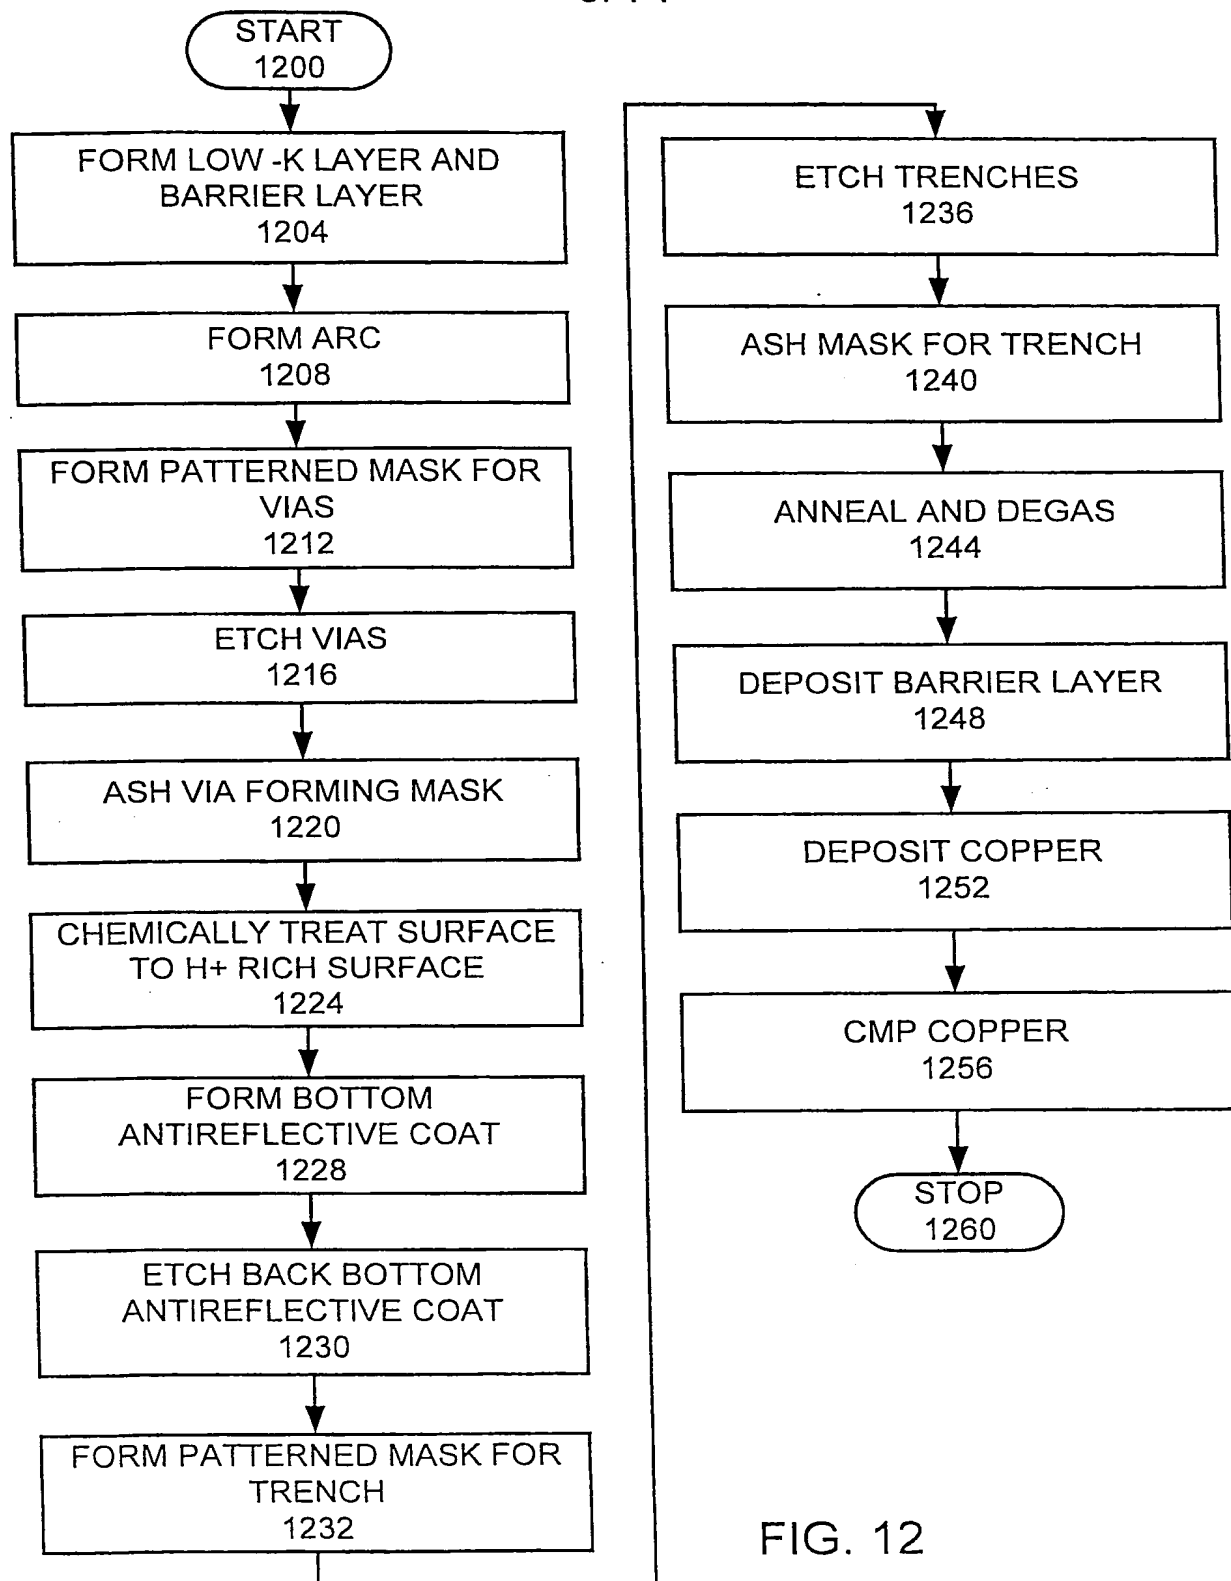 START
1200
FORM LOW -K LAYER AND
BARRIER LAYER
1204
FORM ARC
1208
FORM PATTERNED MASK FOR
VIAS
1212
ETCH VIAS
1216
ASH VIA FORMING MASK
1220
CHEMICALLY TREAT SURFACE
TO H+ RICH SURFACE
1224
FORM BOTTOM
ANTIREFLECTIVE COAT
1228
ETCH BACK BOTTOM
ANTIREFLECTIVE COAT
1230
FORM PATTERNED MASK FOR
TRENCH
1232
ETCH TRENCHES
1236
ASH MASK FOR TRENCH
1240
ANNEAL AND DEGAS
1244
DEPOSIT BARRIER LAYER
1248
DEPOSIT COPPER
1252
CMP COPPER
1256
STOP
1260
FIG. 12